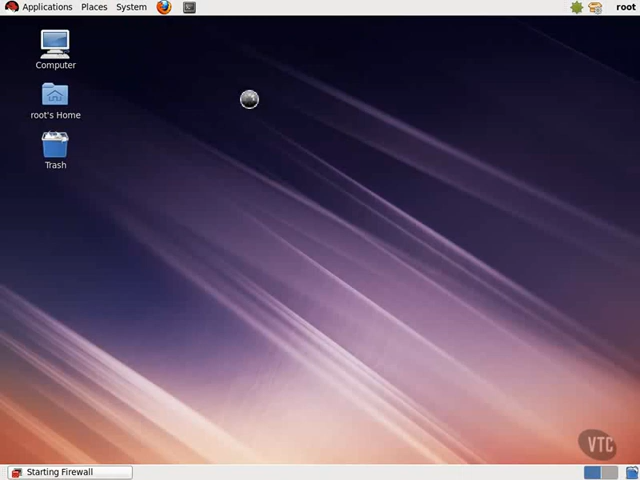 Applications Places System root
Computer
root's Home
Trash
VTC
Starting Firewall